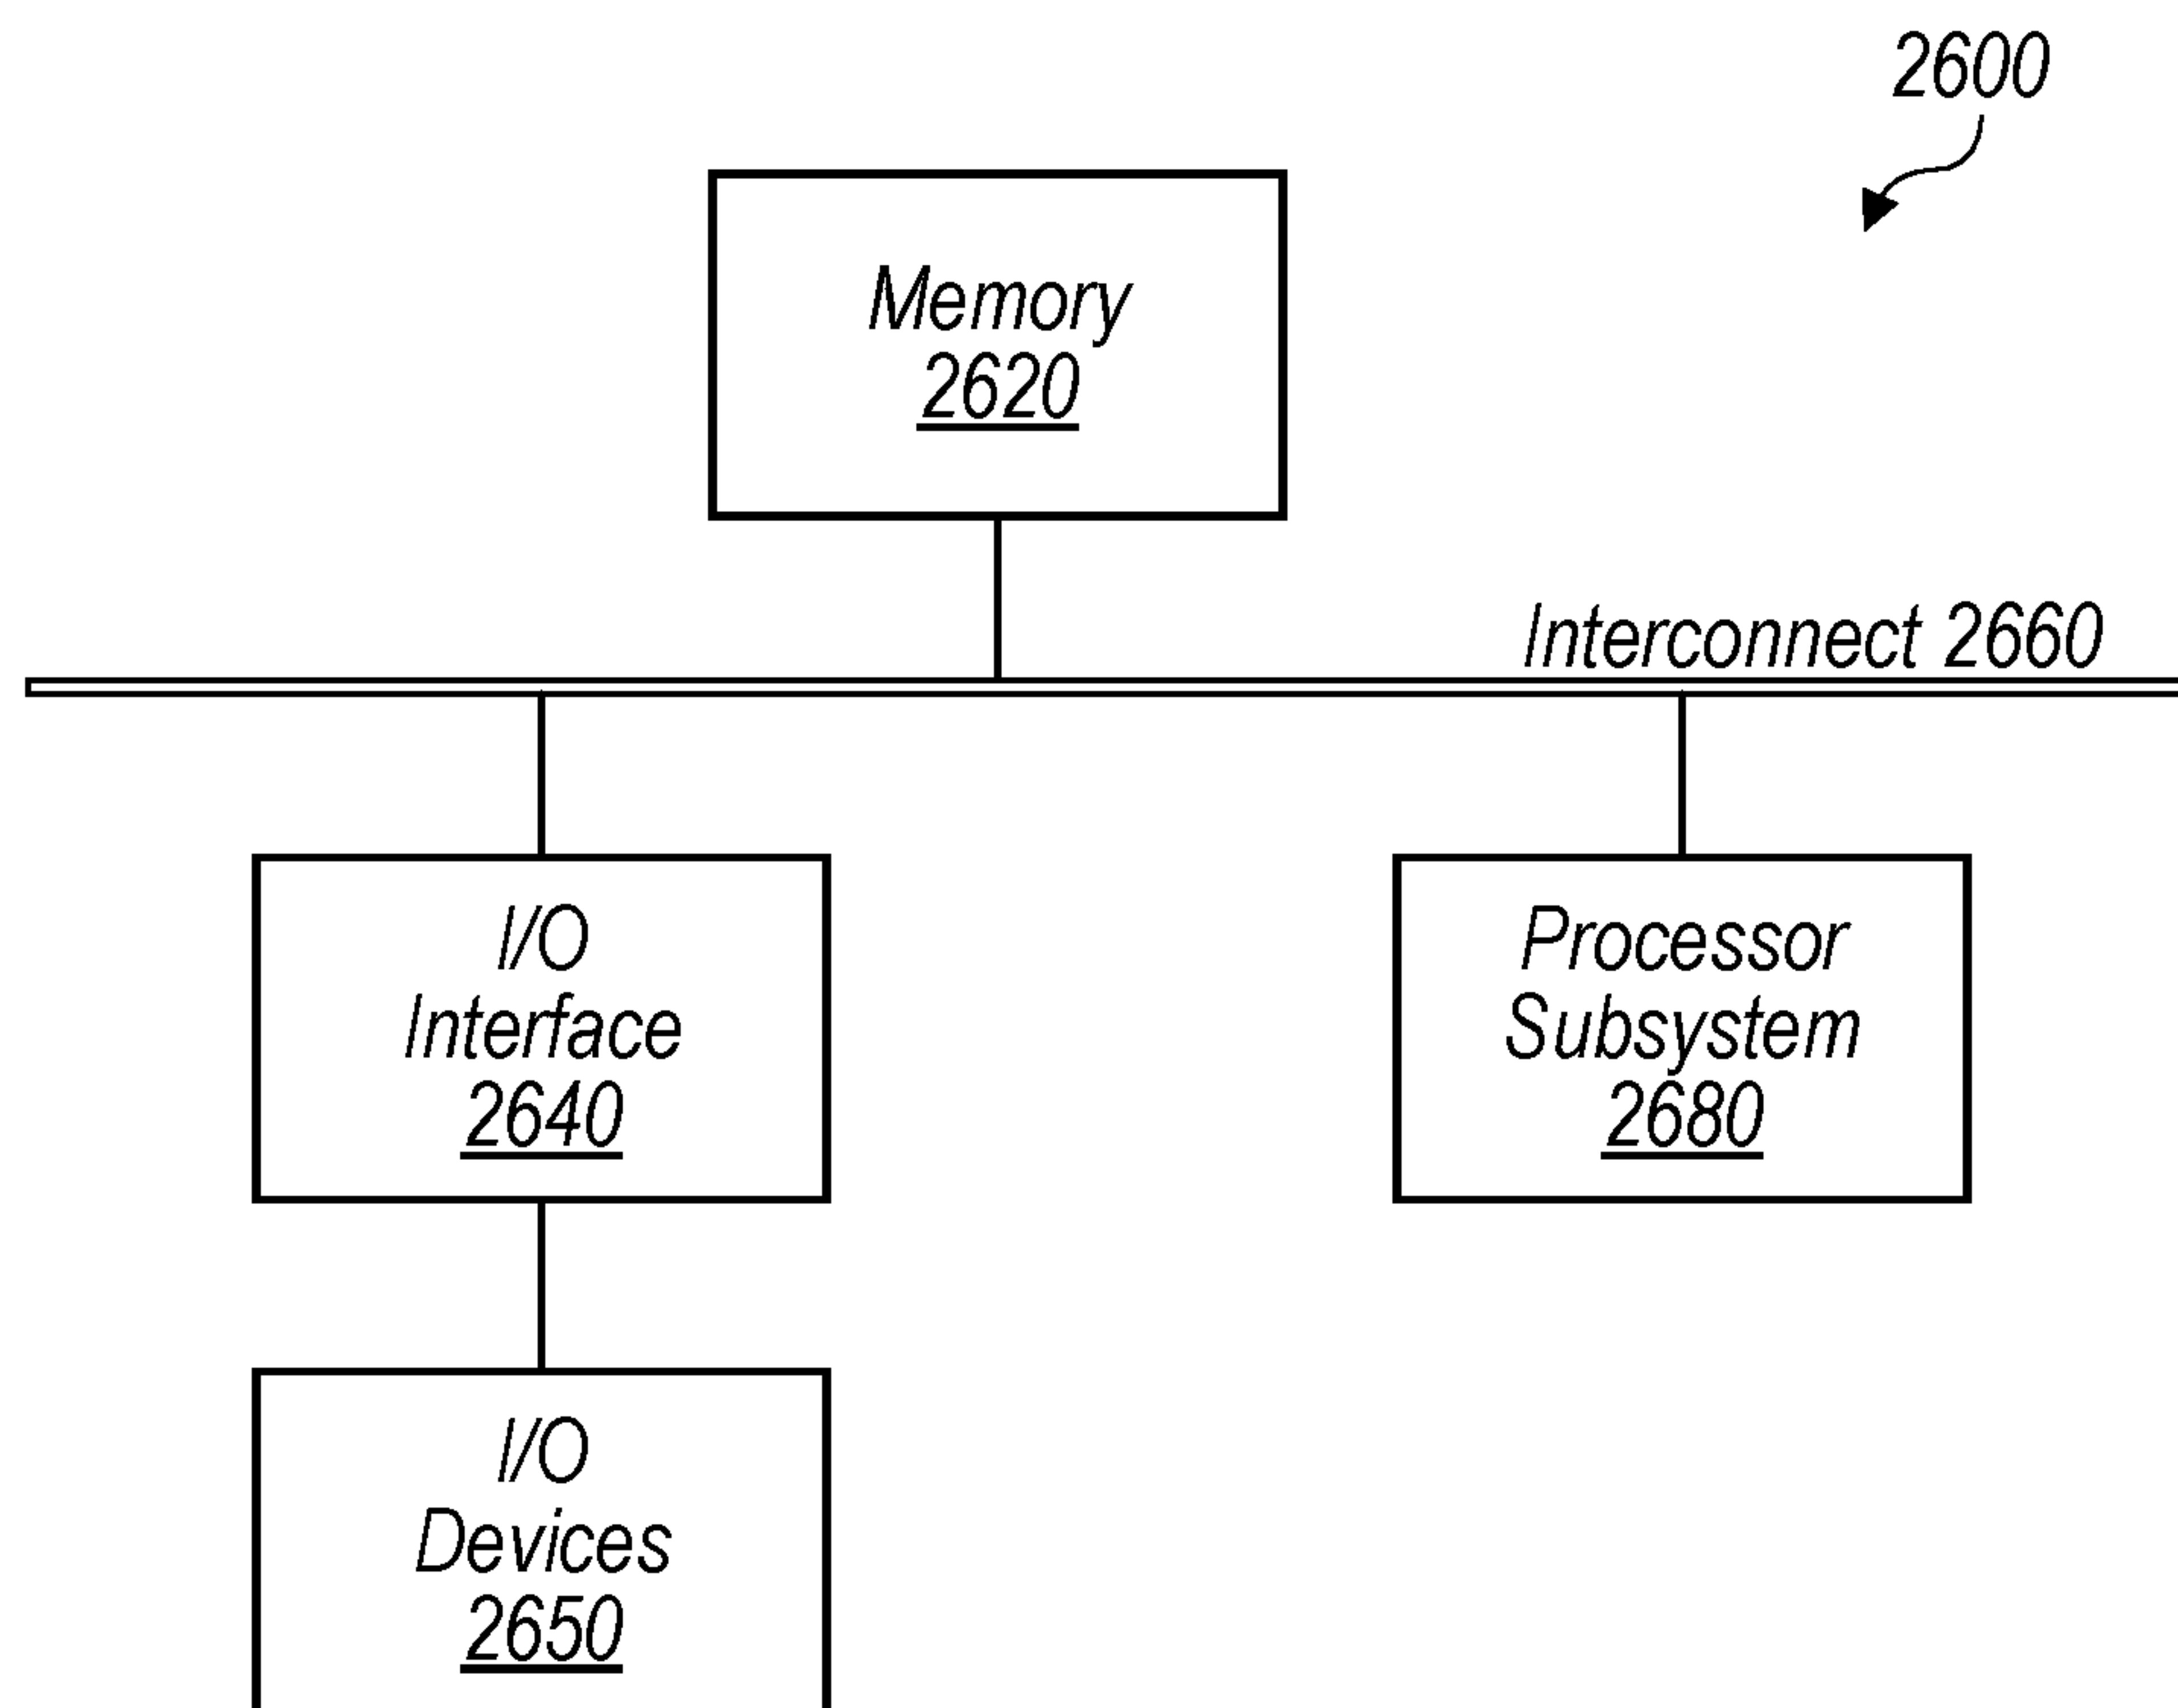 2600
Memory
2620
Interconnect 2660
I/O
Interface
2640
Processor
Subsystem
2680
I/O
Devices
2650